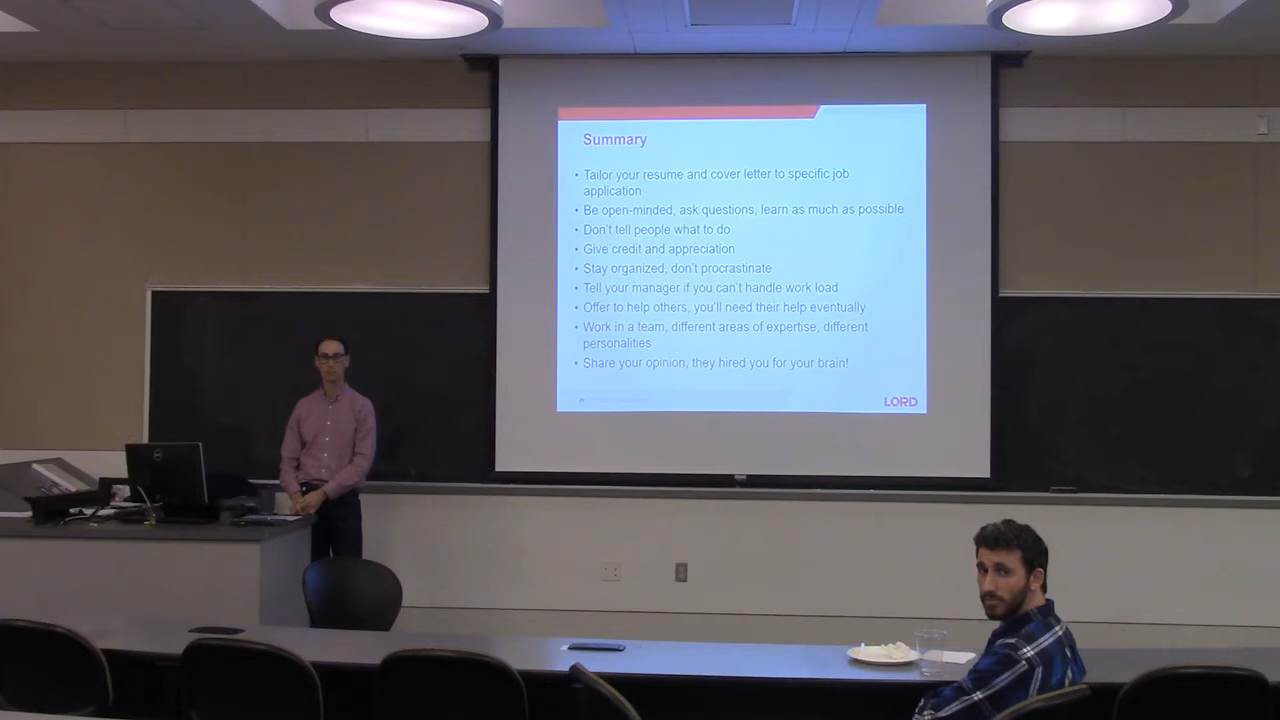 Summary
• Tailor your resume and cover letter to specific job
application
• Be open-minded, ask questions, learn as much as possible
• Don't tell people what to do
• Give credit and appreciation
• Stay organized, don't procrastinate
• Tell your manager if you can't handle work load
• Offer to help others, you'll need their help eventually
• Work in a team, different areas of expertise, different
personalities
• Share your opinion, they hired you for your brain!
LORD